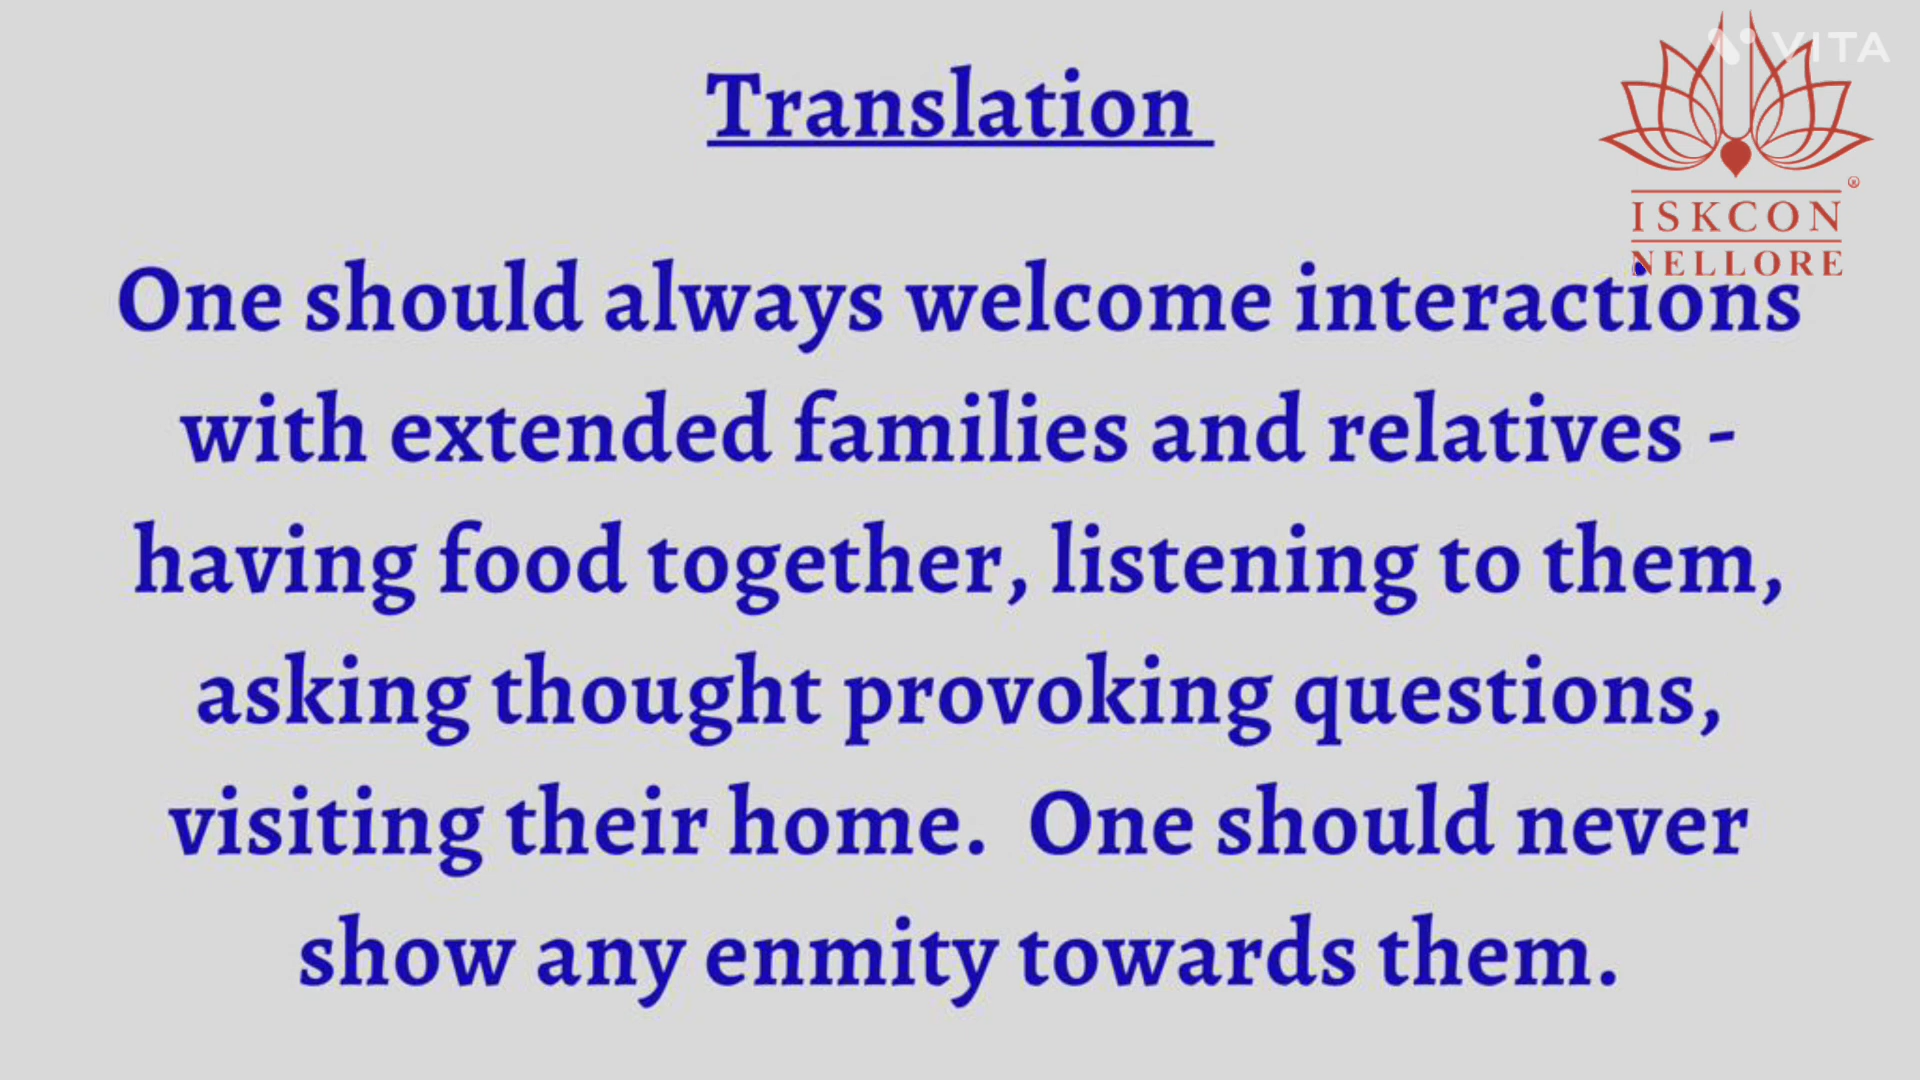 VITA
Translation
ISKCON
®
NELLORE
One should always welcome interactions
with extended families and relatives -
having food together, listening to them,
asking thought provoking questions,
visiting their home.  One should never
show any enmity towards them.